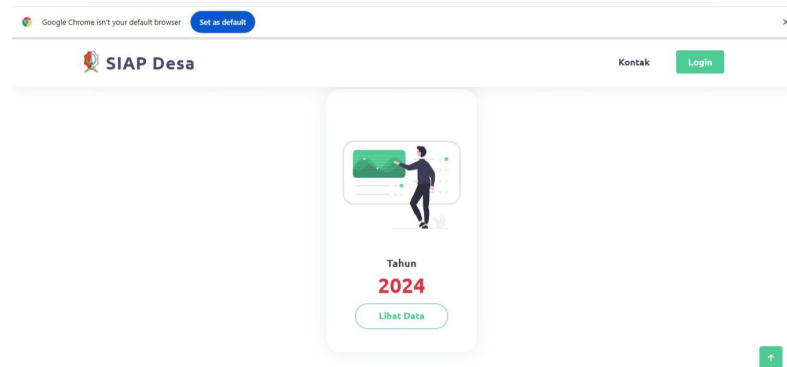 Google Chrome isn't your default browser
Set as default
SIAP Desa
Kontak
Login
Tahun
2024
Lihat Data